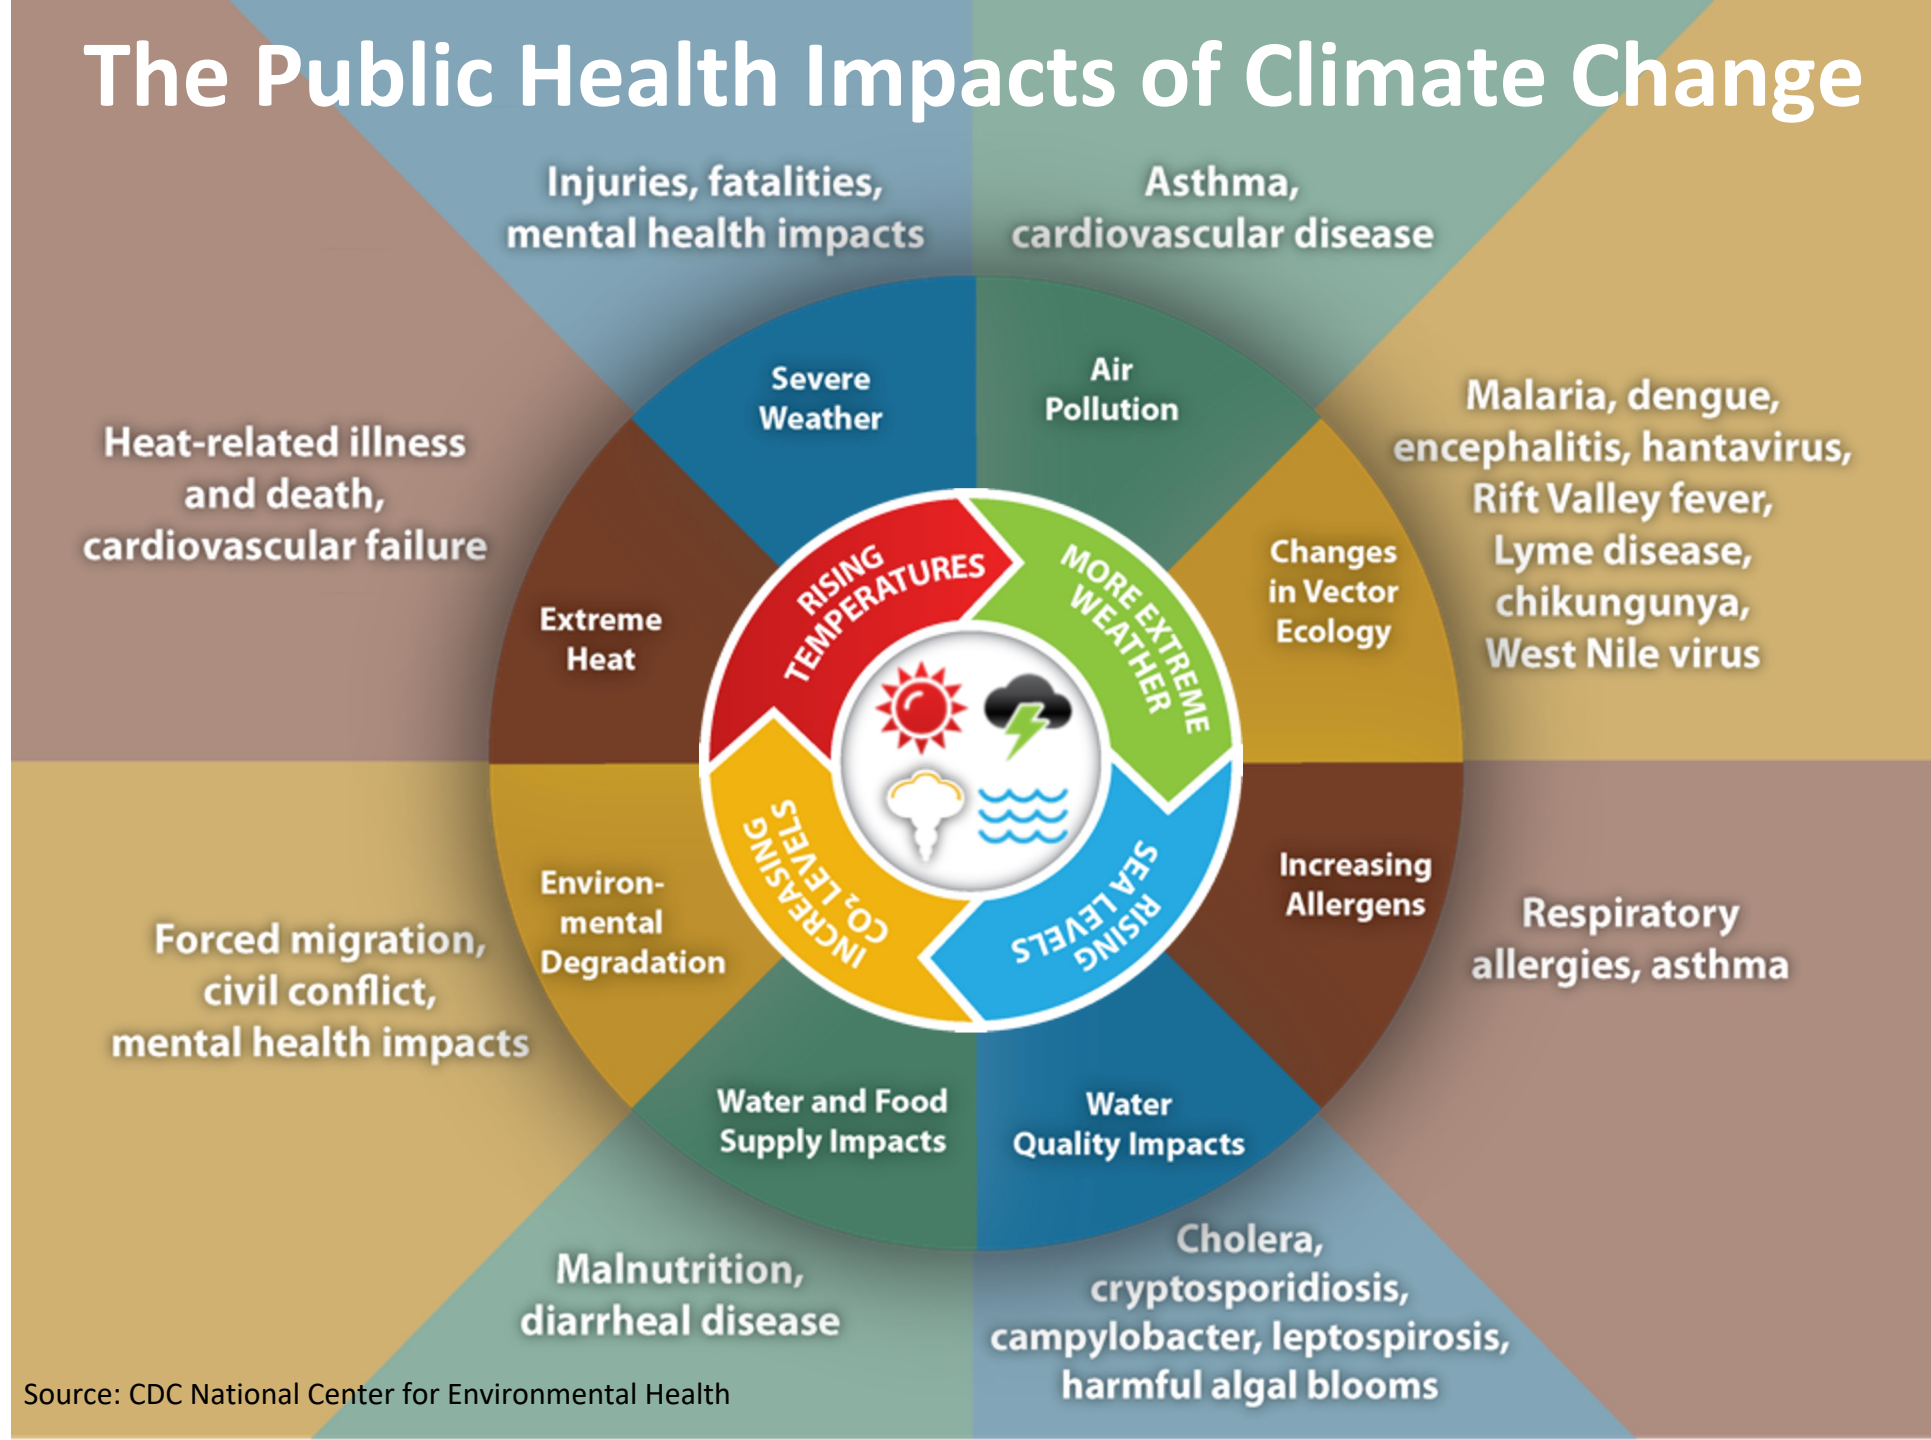 The Public Health Impacts of Climate Change
Injuries, fatalities,
mental health impacts
Asthma,
cardiovascular disease
Severe
Weather
Air
Pollution
Heat-related illness
and death,
cardiovascular failure
Malaria, dengue,
encephalitis, hantavirus,
Rift Valley fever,
Lyme disease,
chikungunya,
West Nile virus
Extreme
Heat
Changes
in Vector
Ecology
RISING
TEMPERATURES
MORE EXTREME
WEATHER
INCREASING
CO₂ LEVELS
RISING
SEA LEVELS
Environ-
mental
Degradation
Increasing
Allergens
Forced migration,
civil conflict,
mental health impacts
Respiratory
allergies, asthma
Water and Food
Supply Impacts
Water
Quality Impacts
Malnutrition,
diarrheal disease
Cholera,
cryptosporidiosis,
campylobacter, leptospirosis,
harmful algal blooms
Source: CDC National Center for Environmental Health